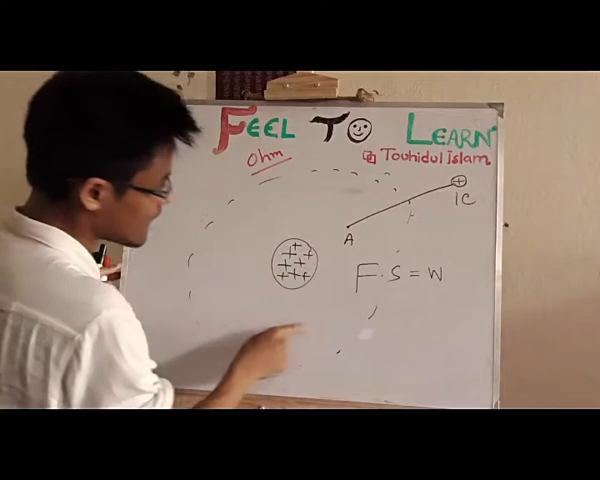 FEEL TO LEARN
Ohm
Touhidul Islam
1C
A
F.S = W